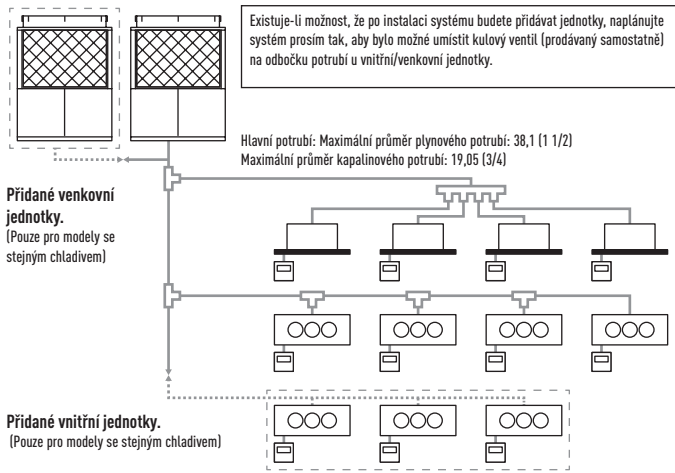 Existuje-li možnost, že po instalaci systému budete přidávat jednotky, naplánujte
systém prosím tak, aby bylo možné umístit kulový ventil (prodávaný samostatně)
na odbočku potrubí u vnitřní/venkovní jednotky.
Hlavní potrubí: Maximální průměr plynového potrubí: 38,1 (1 1/2)
Maximální průměr kapalinového potrubí: 19,05 (3/4)
Přidané venkovní
jednotky.
(Pouze pro modely se
stejným chladivem)
Přidané vnitřní jednotky.
(Pouze pro modely se stejným chladivem)